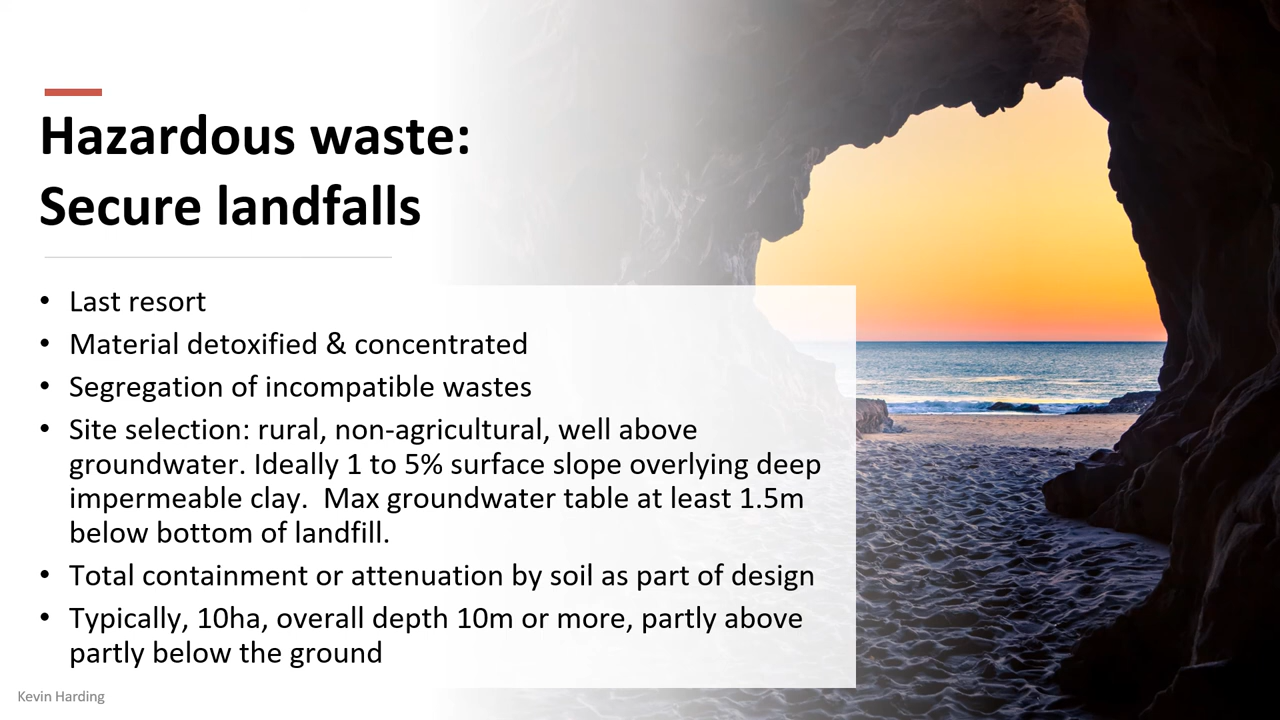 Hazardous waste:
Secure landfalls
• Last resort
• Material detoxified & concentrated
• Segregation of incompatible wastes
• Site selection: rural, non-agricultural, well above
groundwater. Ideally 1 to 5% surface slope overlying deep
impermeable clay.  Max groundwater table at least 1.5m
below bottom of landfill.
• Total containment or attenuation by soil as part of design
• Typically, 10ha, overall depth 10m or more, partly above
partly below the ground
Kevin Harding